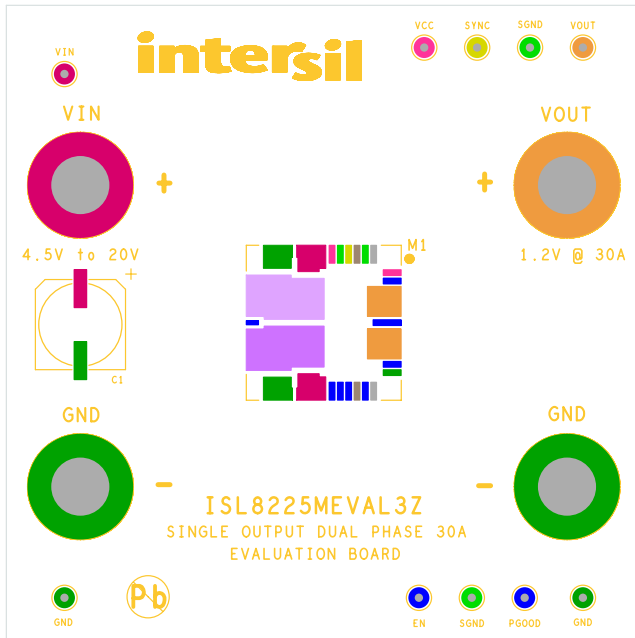 VIN
intersil
VCC SYNC SGND VOUT
VIN
VOUT
+
+
4.5V to 20V
1.2V @ 30A
M1
+
C1
GND
GND
-
-
ISL8225MEVAL3Z
SINGLE OUTPUT DUAL PHASE 30A
EVALUATION BOARD
Pb
GND
EN SGND PGOOD GND